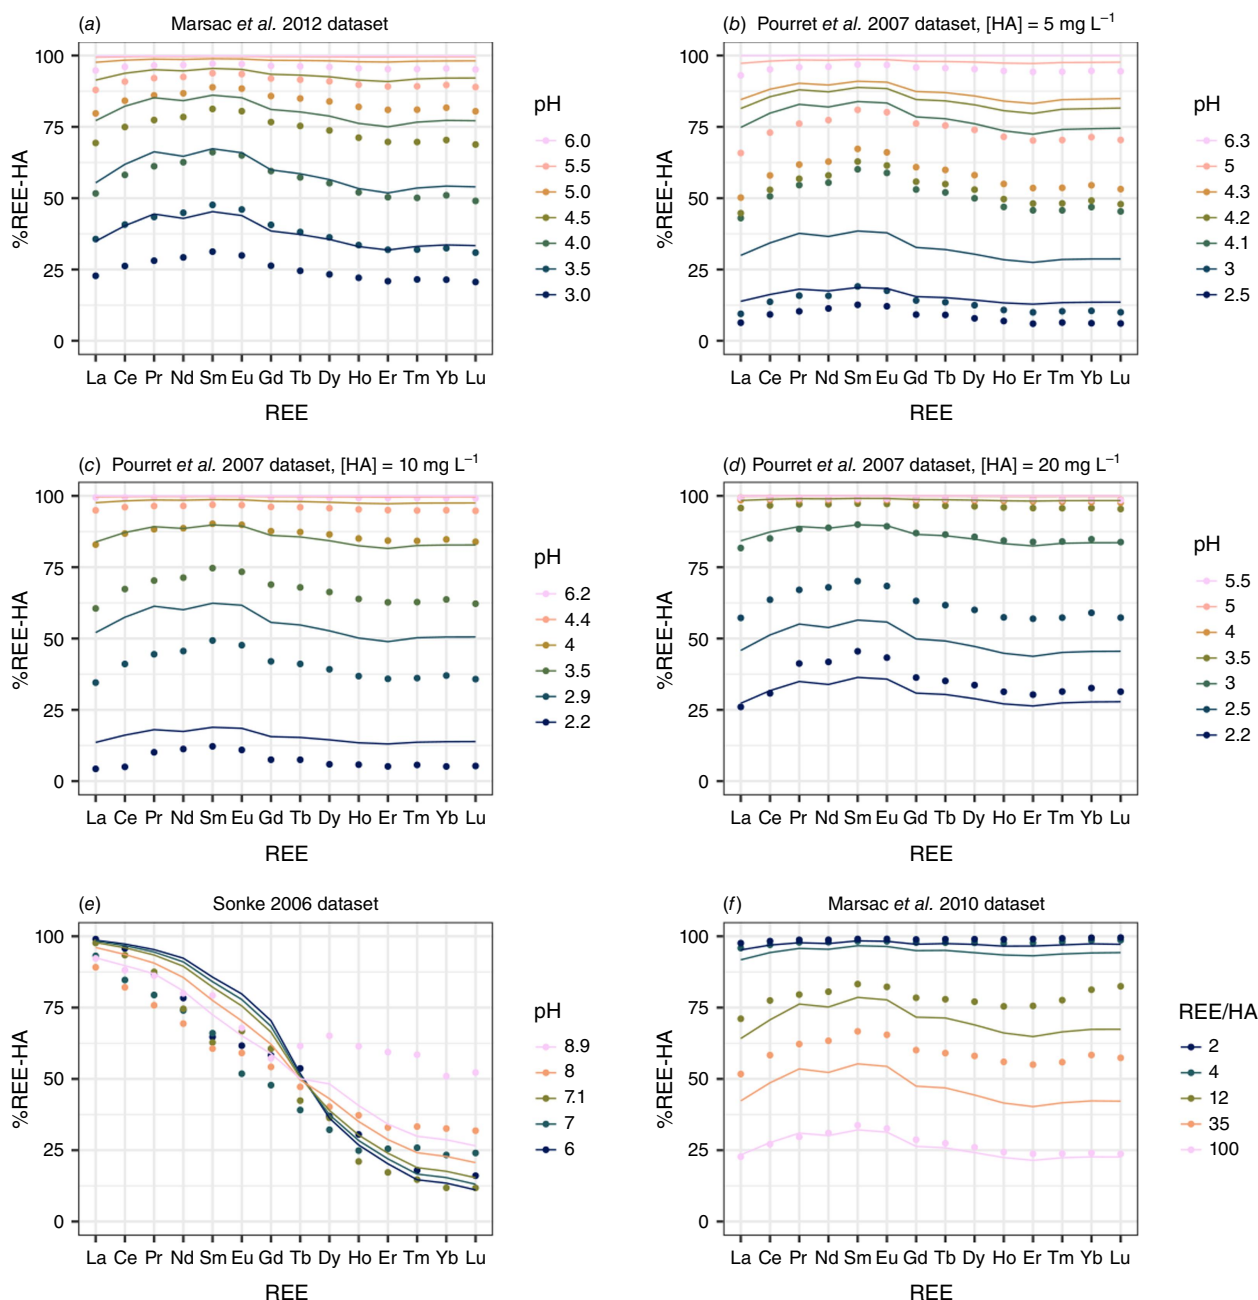 (a) Marsac et al. 2012 dataset
%REE-HA
100
75
50
25
0
La Ce Pr Nd Sm Eu Gd Tb Dy Ho Er Tm Yb Lu
REE
pH
6.0
5.5
5.0
4.5
4.0
3.5
3.0
(b) Pourret et al. 2007 dataset, [HA] = 5 mg L⁻¹
%REE-HA
100
75
50
25
0
La Ce Pr Nd Sm Eu Gd Tb Dy Ho Er Tm Yb Lu
REE
pH
6.3
5
4.3
4.2
4.1
3
2.5
(c) Pourret et al. 2007 dataset, [HA] = 10 mg L⁻¹
%REE-HA
100
75
50
25
0
La Ce Pr Nd Sm Eu Gd Tb Dy Ho Er Tm Yb Lu
REE
pH
6.2
4.4
4
3.5
2.9
2.2
(d) Pourret et al. 2007 dataset, [HA] = 20 mg L⁻¹
%REE-HA
100
75
50
25
0
La Ce Pr Nd Sm Eu Gd Tb Dy Ho Er Tm Yb Lu
REE
pH
5.5
5
4
3.5
3
2.5
2.2
(e) Sonke 2006 dataset
%REE-HA
100
75
50
25
0
La Ce Pr Nd Sm Eu Gd Tb Dy Ho Er Tm Yb Lu
REE
pH
8.9
8
7.1
7
6
(f) Marsac et al. 2010 dataset
%REE-HA
100
75
50
25
0
La Ce Pr Nd Sm Eu Gd Tb Dy Ho Er Tm Yb Lu
REE
REE/HA
2
4
12
35
100